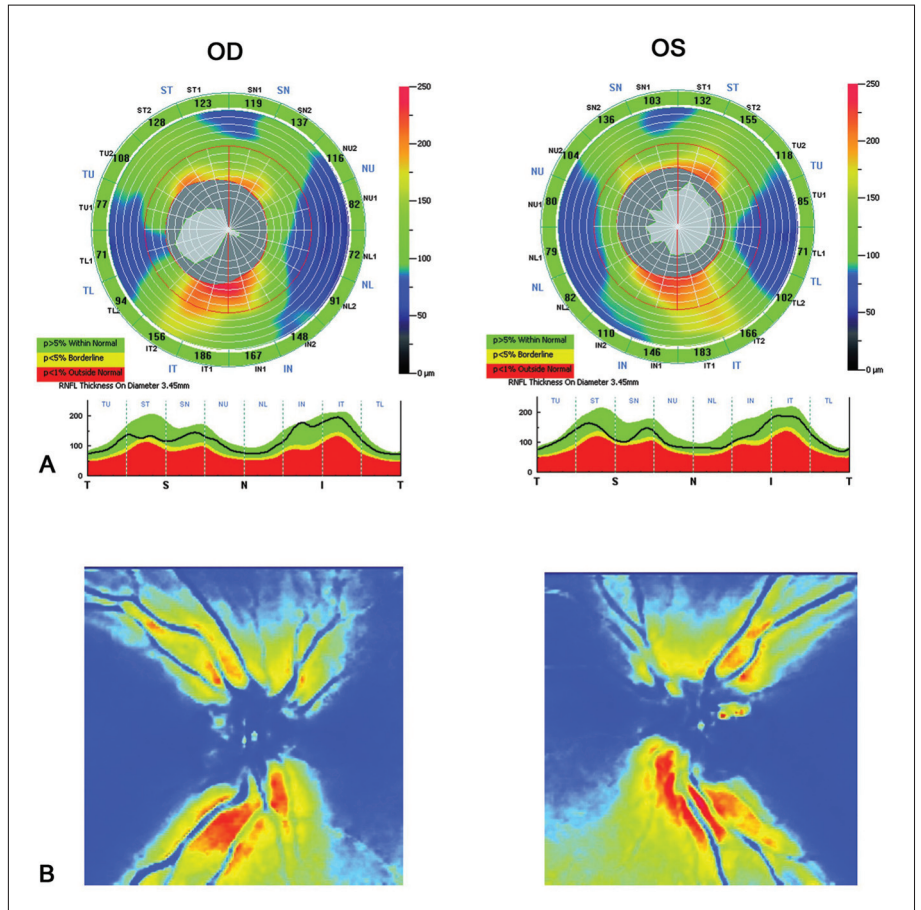 OD
OS
ST
ST1
SN1
SN
123
119
ST2
SN2
128
137
TU2
NU2
108
116
TU
NU
TU1
NU1
77
82
71
72
TL1
NL1
TL
NL
94
91
TL2
NL2
156
148
IT2
IN2
186
167
IT
IT1
IN1
IN
250
200
150
100
50
0 µm
SN
SN1
ST1
ST
103
132
SN2
ST2
136
155
NU2
TU2
104
118
NU
TU
NU1
TU1
80
85
79
71
NL1
TL1
NL
TL
82
102
NL2
TL2
110
166
IN2
IT2
146
183
IN
IN1
IT1
IT
250
200
150
100
50
0 µm
p>5% Within Normal
p<5% Borderline
p<1% Outside Normal
RNFL Thickness On Diameter 3.45mm
TU ST SN NU NL IN IT TL
200
100
0
T S N I T
p>5% Within Normal
p<5% Borderline
p<1% Outside Normal
RNFL Thickness On Diameter 3.45mm
TU ST SN NU NL IN IT TL
200
100
0
T S N I T
A
B